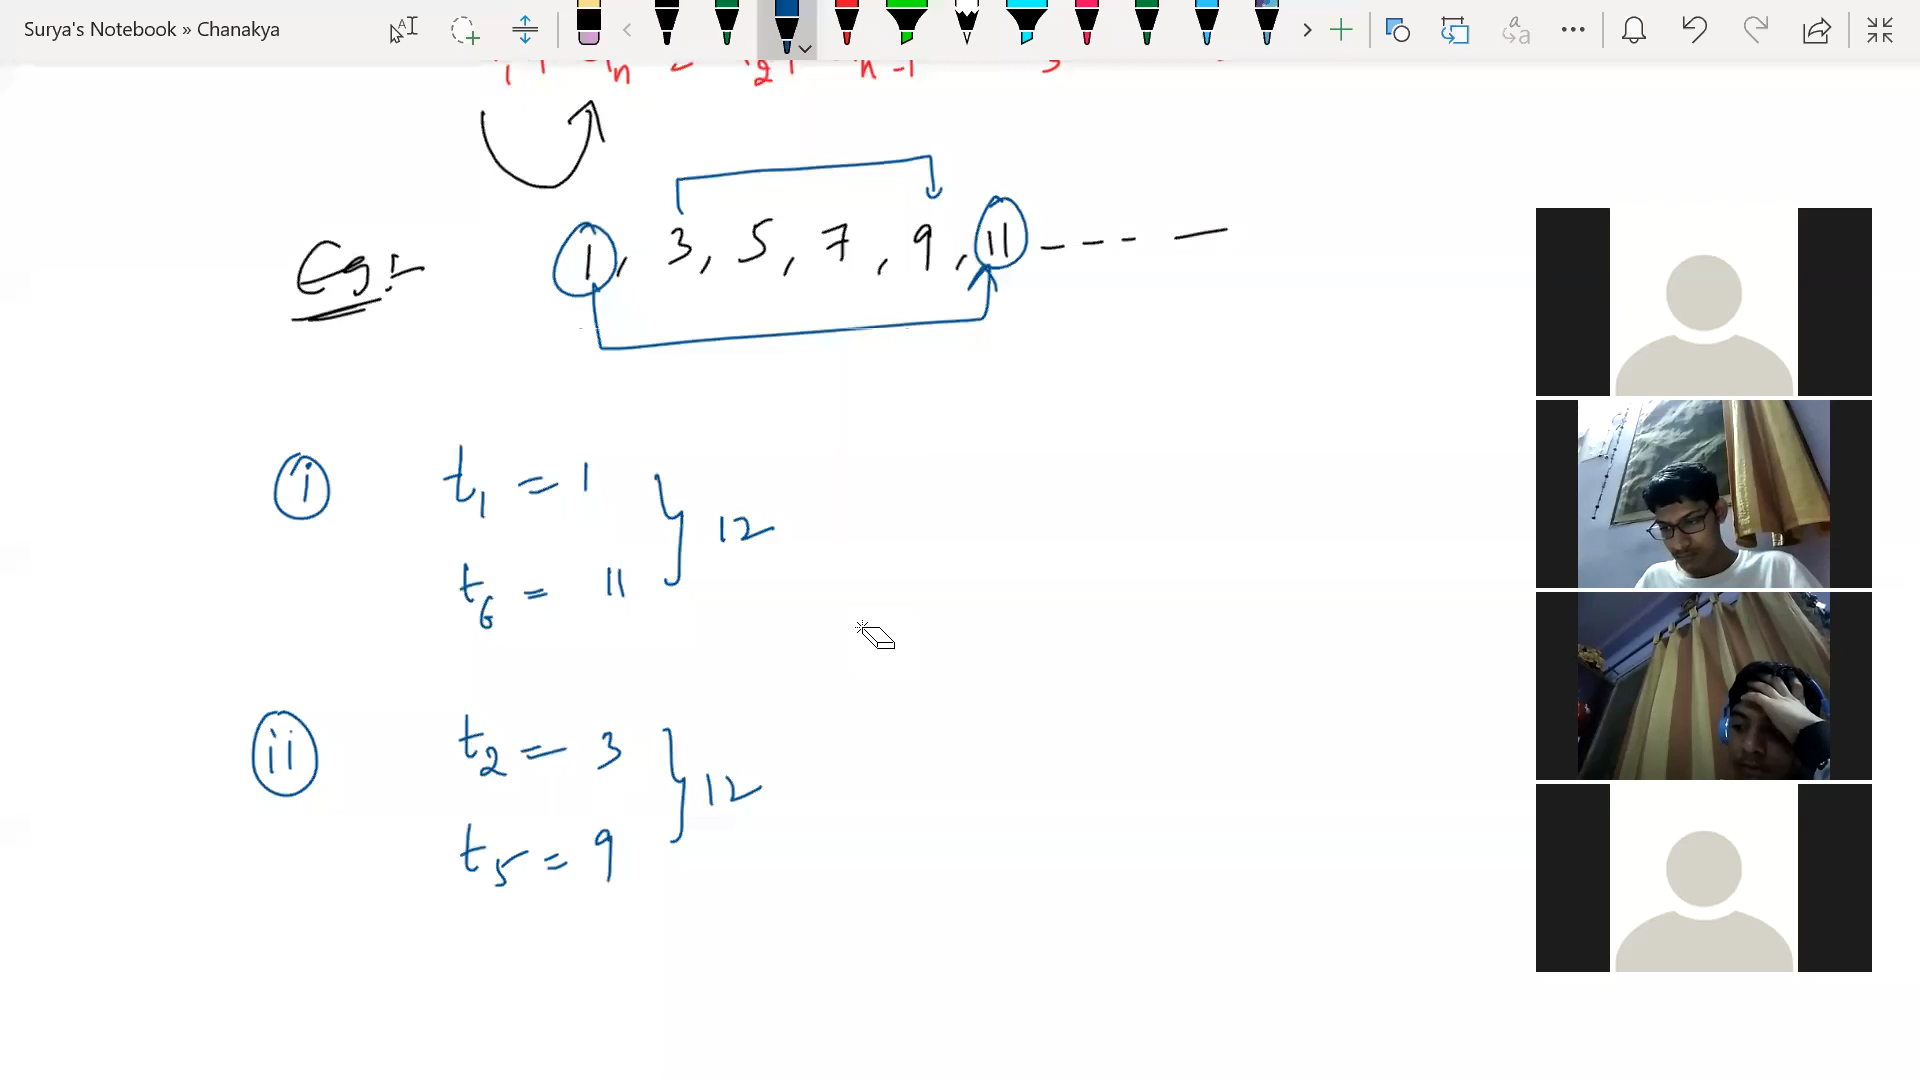 Surya's Notebook » Chanakya
Eg:- 1, 3, 5, 7, 9, 11 - - - —
i t₁ = 1
12
t₆ = 11
ii t₂ = 3
12
t₅ = 9